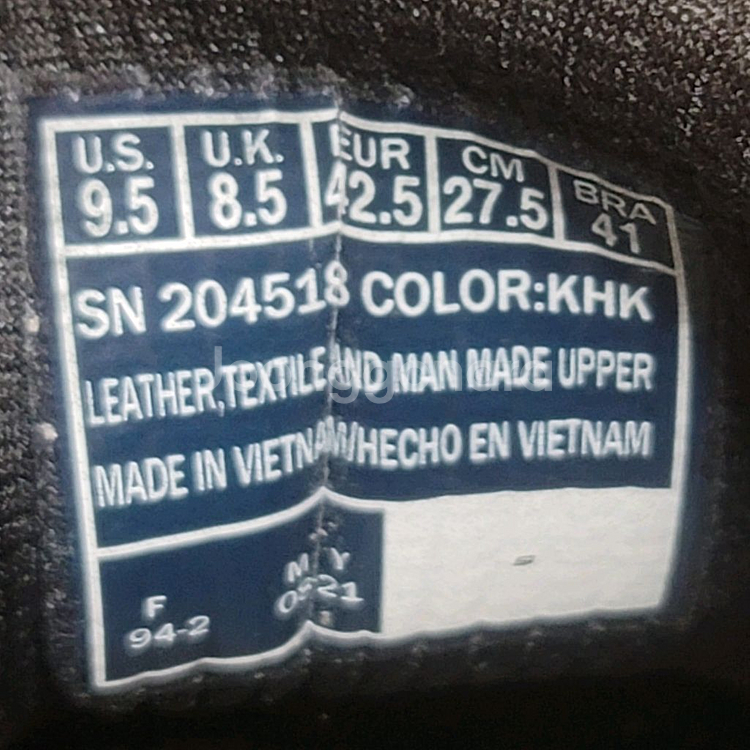 U.S. U.K. EUR CM BRA
9.5 8.5 42.5 27.5 41
SN 204518 COLOR:KHK
LEATHER,TEXTILE AND MAN MADE UPPER
MADE IN VIETNAM/HECHO EN VIETNAM
F M Y
94-2